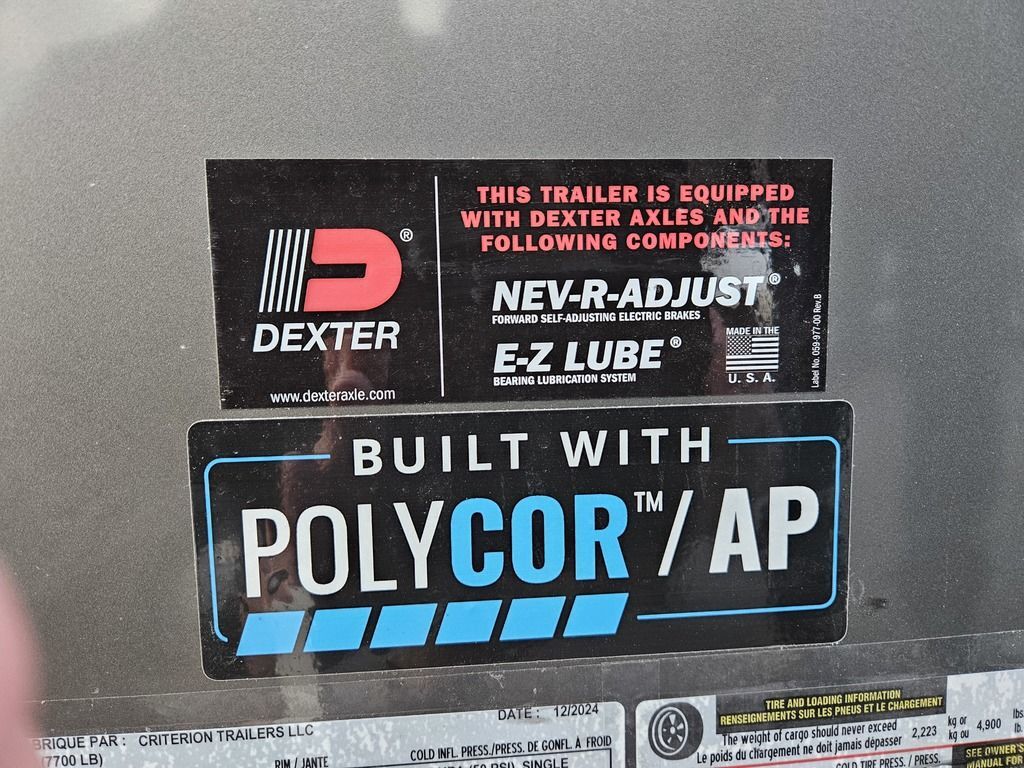 THIS TRAILER IS EQUIPPED
WITH DEXTER AXLES AND THE
FOLLOWING COMPONENTS:
DEXTER®
www.dexteraxle.com
NEV-R-ADJUST®
FORWARD SELF-ADJUSTING ELECTRIC BRAKES
E-Z LUBE®
BEARING LUBRICATION SYSTEM
MADE IN THE
U. S. A.
Label No. 059-977-00 Rev.B
BUILT WITH
POLYCOR™/AP
DATE : 12/2024
BRIQUE PAR : CRITERION TRAILERS LLC
(7700 LB)
RIM / JANTE
COLD INFL. PRESS./PRESS. DE GONFL. À FROID
(50 PSI), SINGLE
TIRE AND LOADING INFORMATION
RENSEIGNEMENTS SUR LES PNEUS ET LE CHARGEMENT
The weight of cargo should never exceed
Le poids du chargement ne doit jamais dépasser
2,223 kg or
kg ou 4,900 lbs
lb.
COLD TIRE PRESS. / PRESS.
SEE OWNER'S
MANUAL FOR